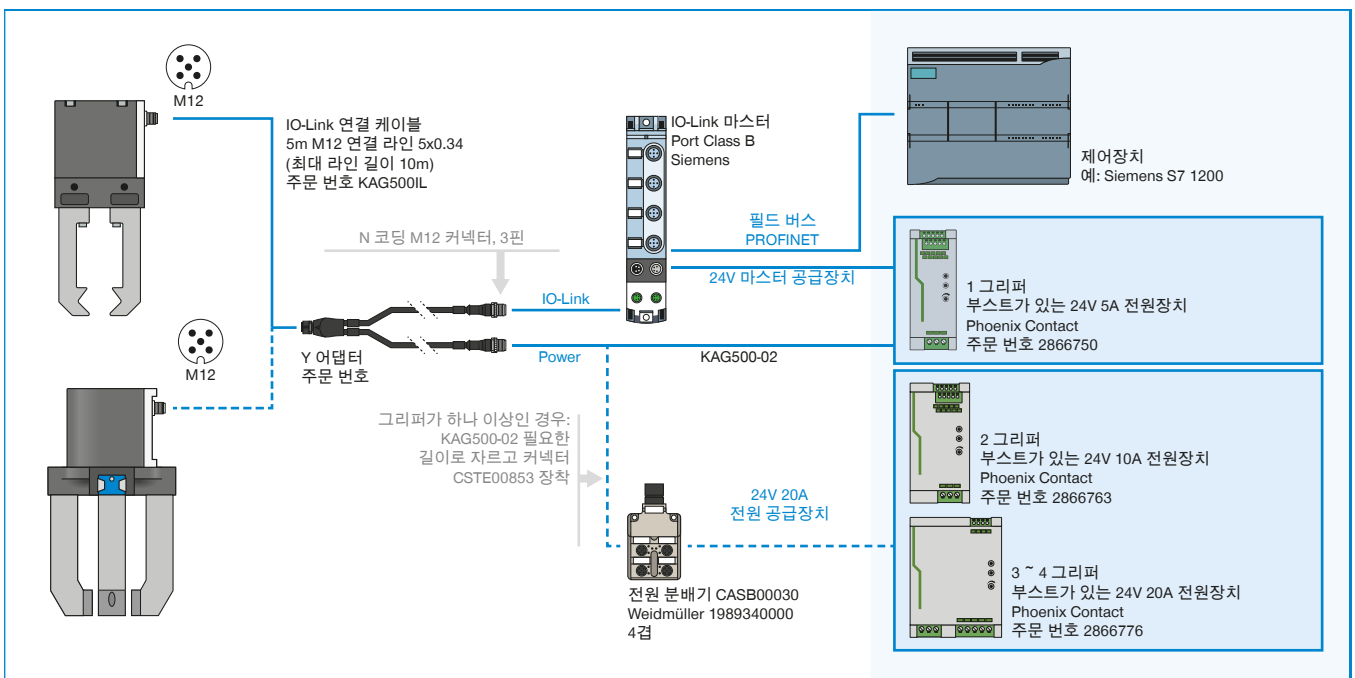 M12
IO-Link 연결 케이블
5m M12 연결 라인 5x0.34
(최대 라인 길이 10m)
주문 번호 KAG500IL
IO-Link 마스터
Port Class B
Siemens
제어장치
예: Siemens S7 1200
N 코딩 M12 커넥터, 3핀
필드 버스
PROFINET
24V 마스터 공급장치
1 그리퍼
부스트가 있는 24V 5A 전원장치
Phoenix Contact
주문 번호 2866750
IO-Link
M12
Y 어댑터
주문 번호
Power
KAG500-02
그리퍼가 하나 이상인 경우:
KAG500-02 필요한
길이로 자르고 커넥터
CSTE00853 장착
2 그리퍼
부스트가 있는 24V 10A 전원장치
Phoenix Contact
주문 번호 2866763
24V 20A
전원 공급장치
전원 분배기 CASB00030
Weidmüller 1989340000
4겹
3 ~ 4 그리퍼
부스트가 있는 24V 20A 전원장치
Phoenix Contact
주문 번호 2866776